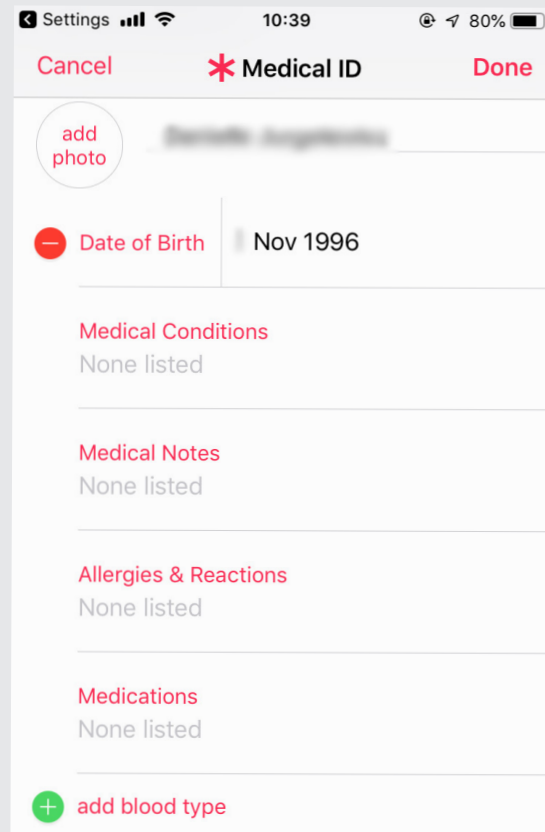 Settings 10:39 80%
Cancel Medical ID Done
add
photo
Date of Birth Nov 1996
Medical Conditions
None listed
Medical Notes
None listed
Allergies & Reactions
None listed
Medications
None listed
add blood type